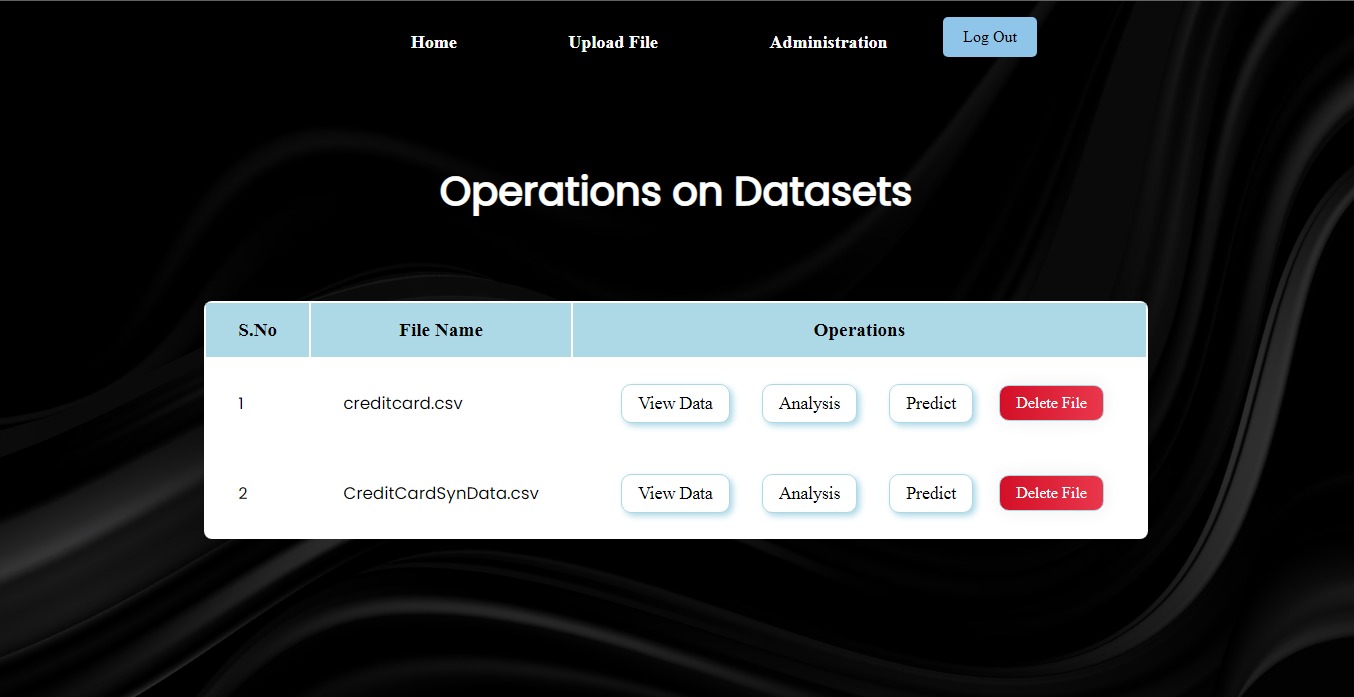 Home Upload File Administration Log Out
Operations on Datasets
S.No File Name Operations
1 creditcard.csv View Data Analysis Predict Delete File
2 CreditCardSynData.csv View Data Analysis Predict Delete File